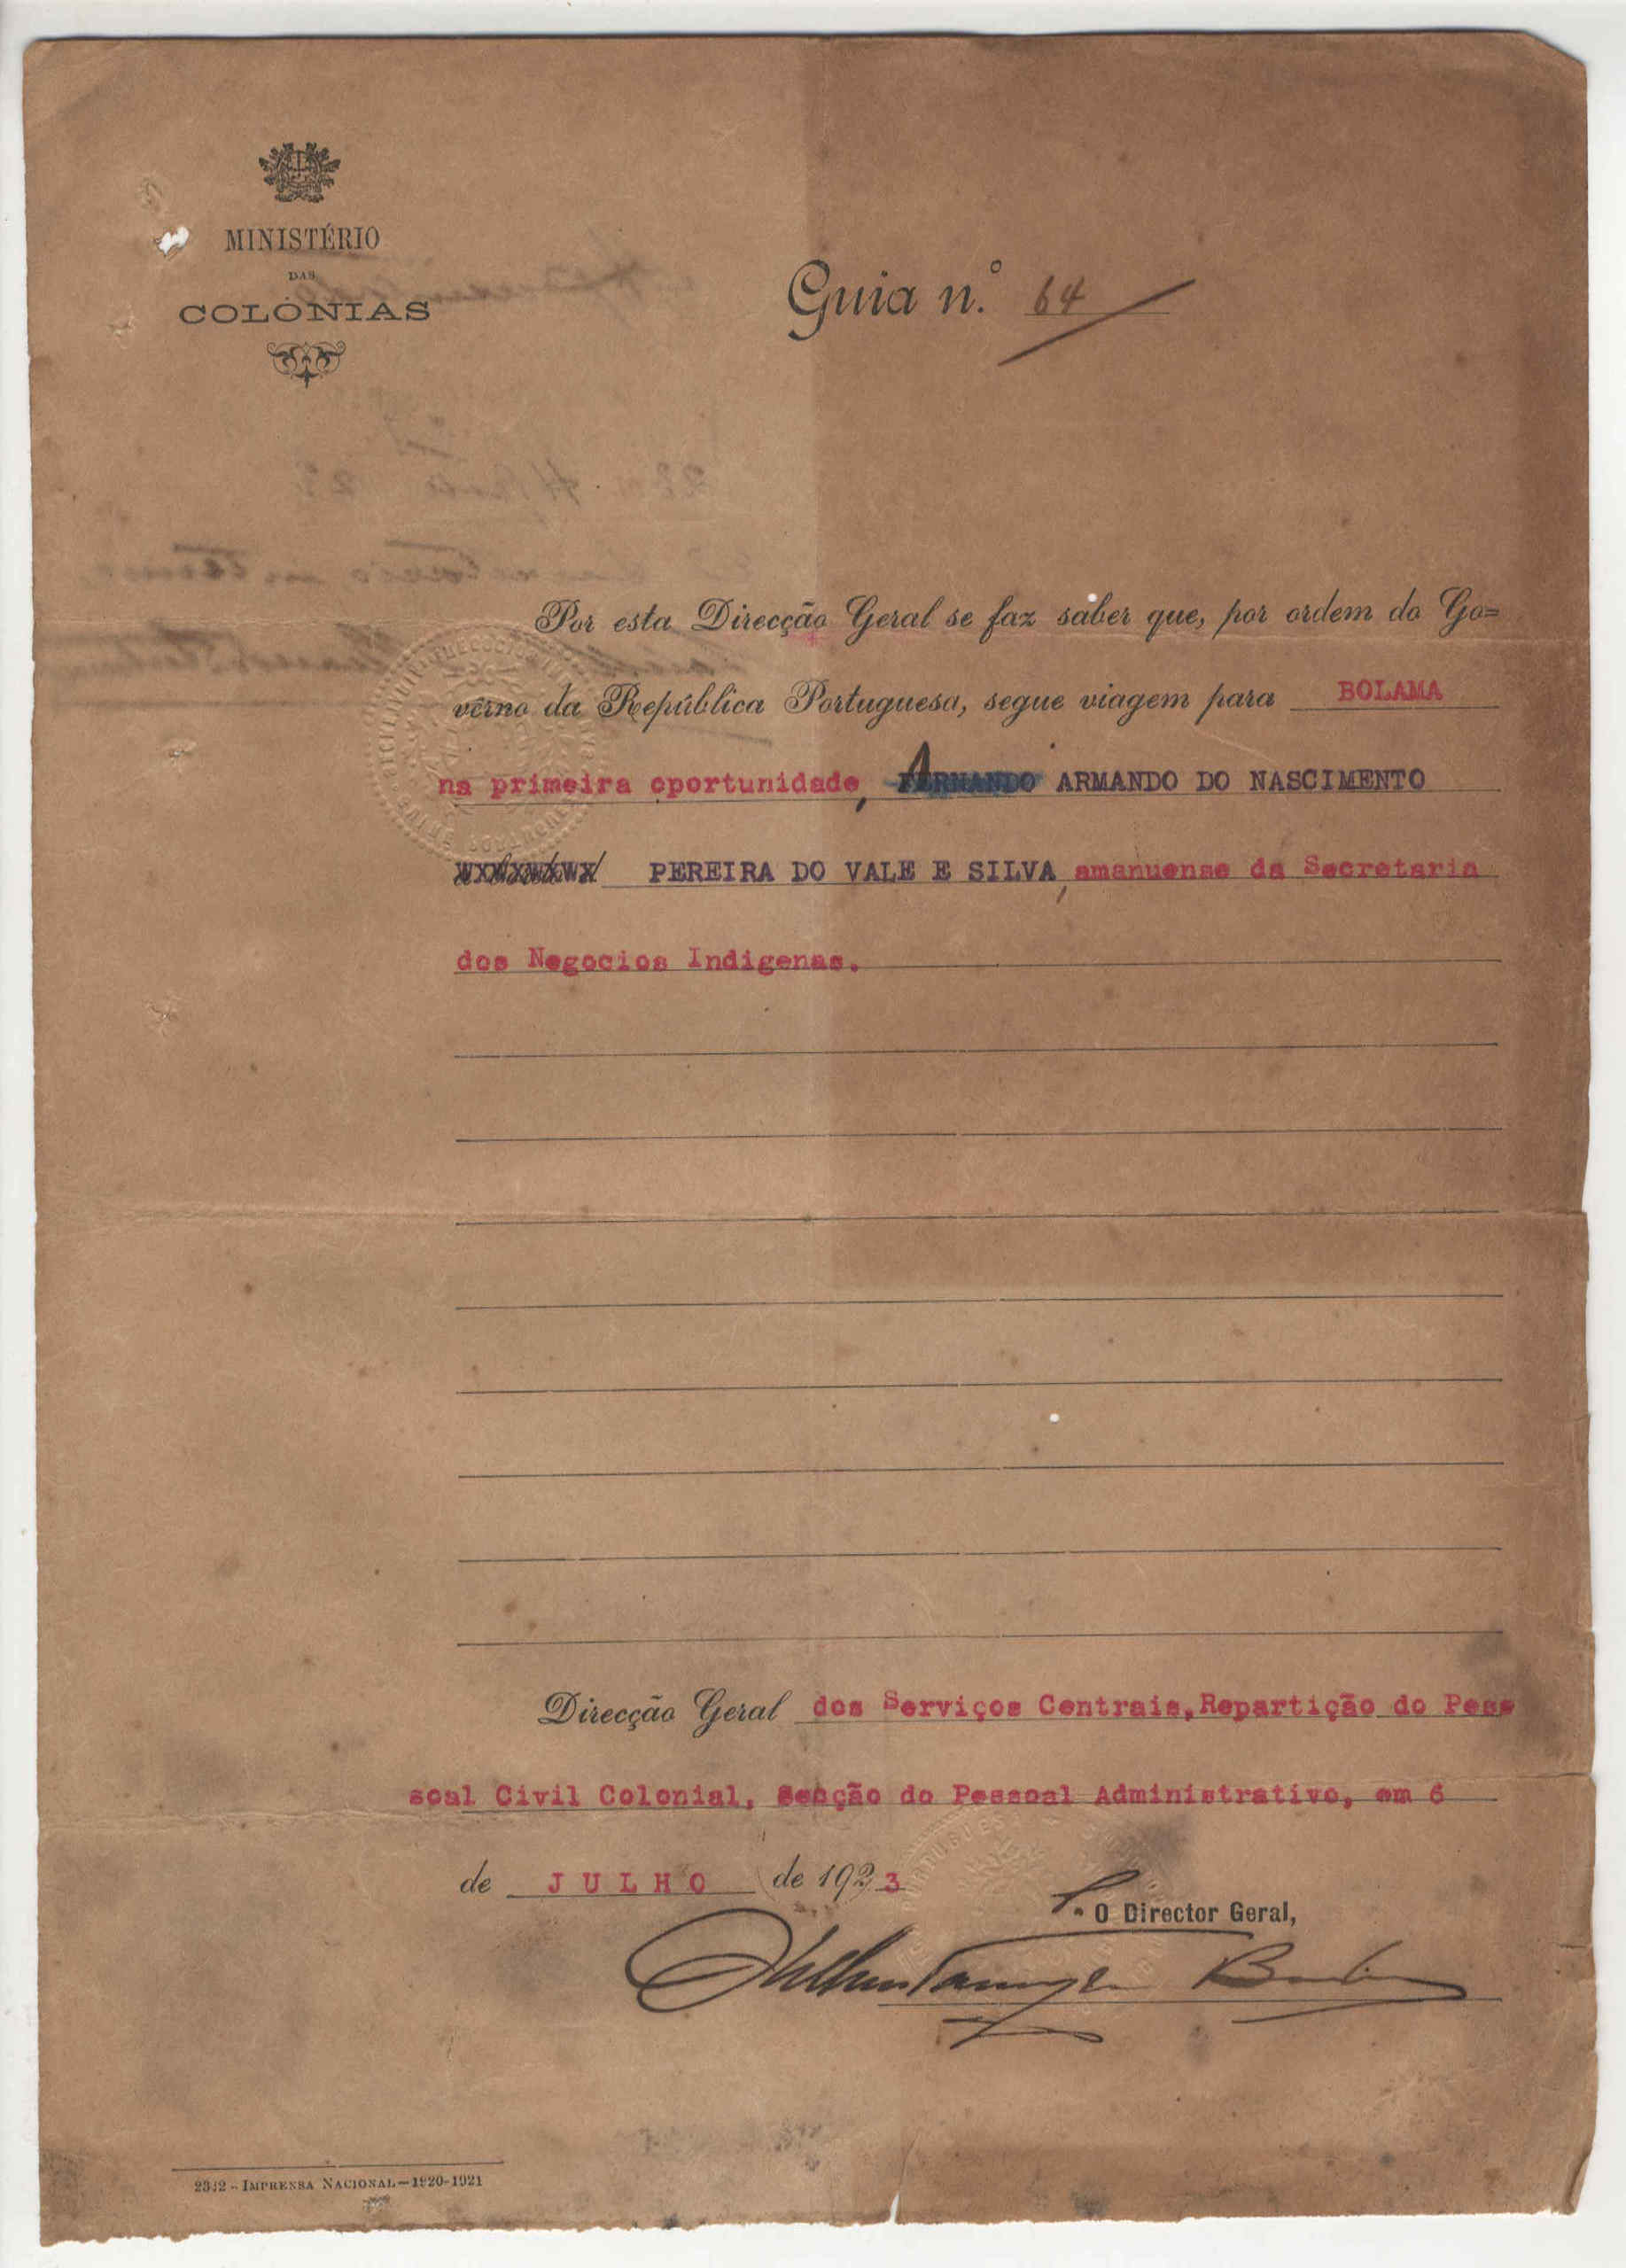 MINISTÉRIO
DAS
COLÓNIAS
Guia n.º 64
Por esta Direcção Geral se faz saber que, por ordem do Go=
vêrno da República Portuguesa, segue viagem para BOLAMA
na primeira oportunidade, FERNANDO ARMANDO DO NASCIMENTO
WXWXWXWX PEREIRA DO VALE E SILVA, amanuense da Secretaria
dos Negocios Indigenas.
Direcção Geral dos Serviços Centrais, Repartição do Pes=
soal Civil Colonial, Secção do Pessoal Administrativo, em 6
de JULHO de 1923
P. O Director Geral,
2312 - IMPRENSA NACIONAL - 1920-1921